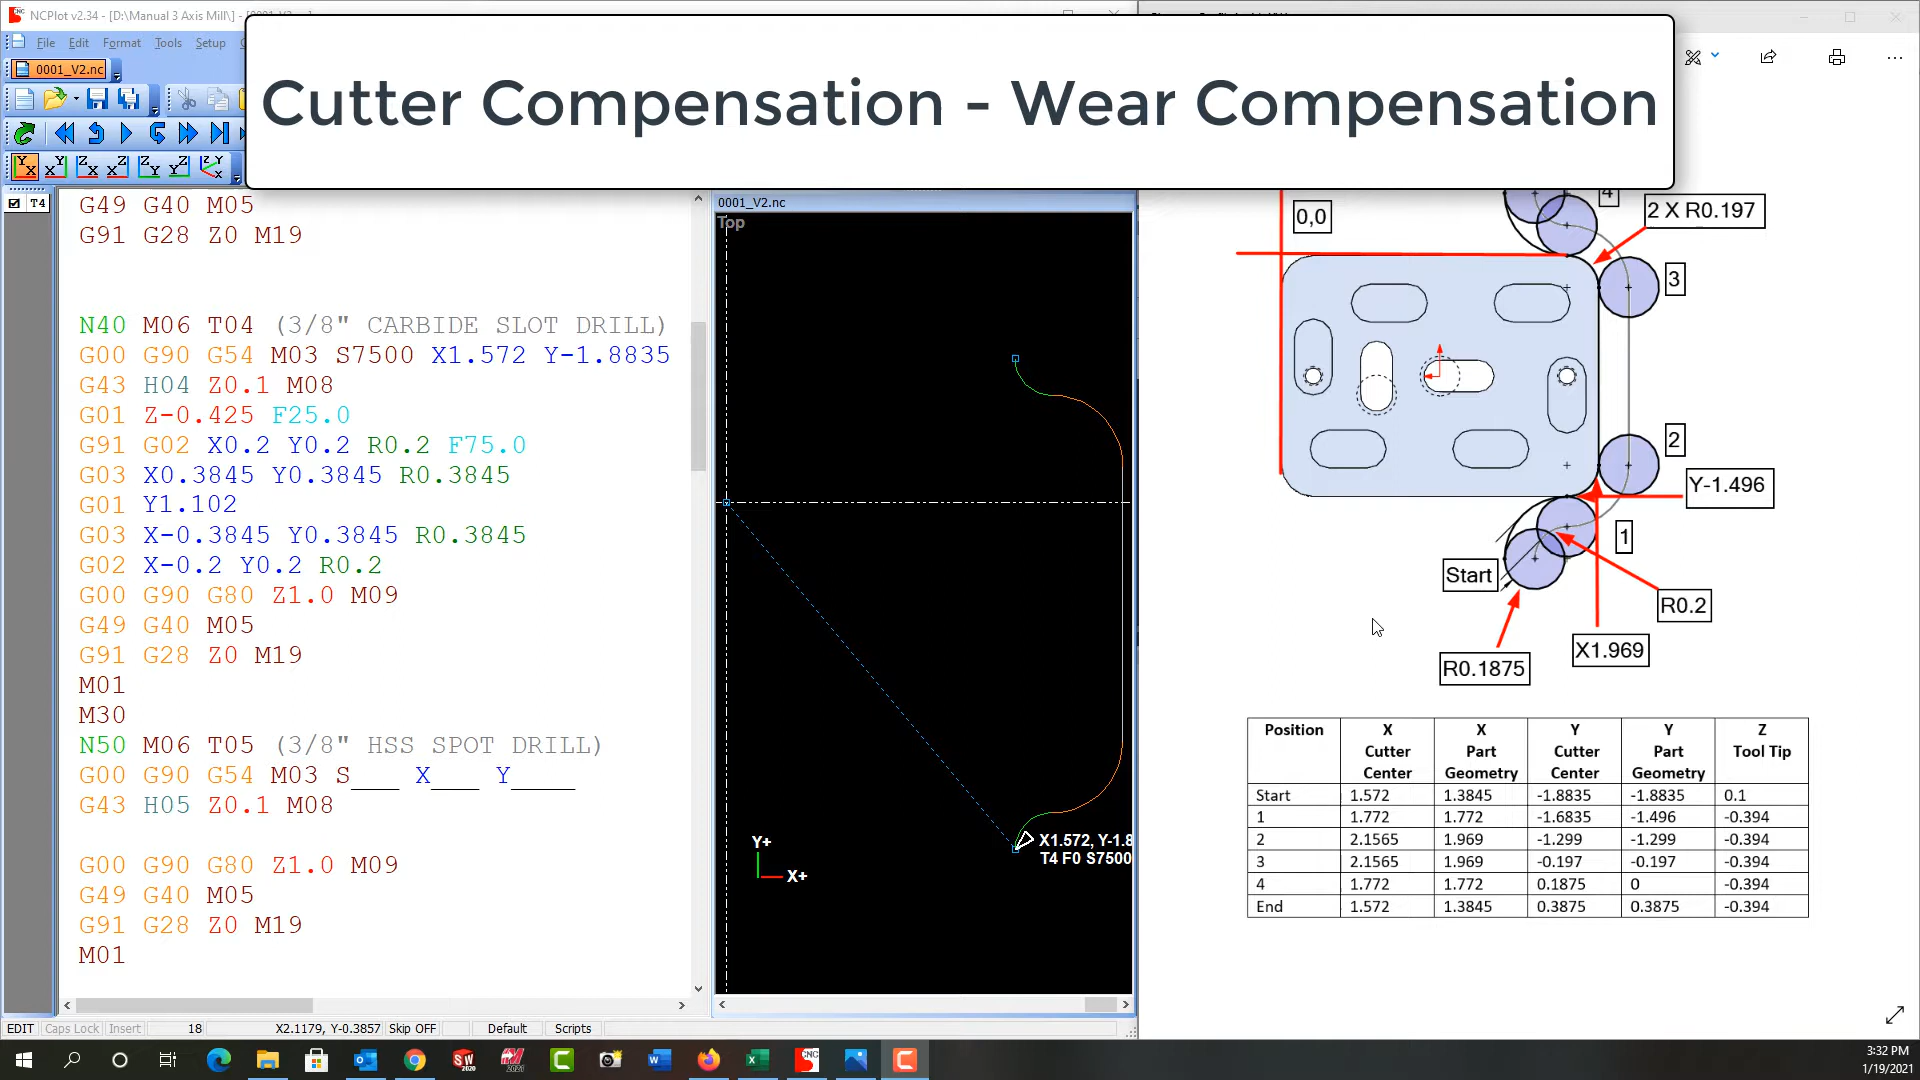 NCPlot v2.34 - [D:\Manual 3 Axis Mill\] -
Cutter Compensation - Wear Compensation
File Edit Format Tools Setup
0001_V2.nc
T4
G49 G40 M05
G91 G28 Z0 M19
N40 M06 T04 (3/8" CARBIDE SLOT DRILL)
G00 G90 G54 M03 S7500 X1.572 Y-1.8835
G43 H04 Z0.1 M08
G01 Z-0.425 F25.0
G91 G02 X0.2 Y0.2 R0.2 F75.0
G03 X0.3845 Y0.3845 R0.3845
G01 Y1.102
G03 X-0.3845 Y0.3845 R0.3845
G02 X-0.2 Y0.2 R0.2
G00 G90 G80 Z1.0 M09
G49 G40 M05
G91 G28 Z0 M19
M01
M30
N50 M06 T05 (3/8" HSS SPOT DRILL)
G00 G90 G54 M03 S___ X___ Y____
G43 H05 Z0.1 M08
G00 G90 G80 Z1.0 M09
G49 G40 M05
G91 G28 Z0 M19
M01
0001_V2.nc
Top
X1.572, Y-1.8
T4 F0 S7500
Y+
X+
0,0
4
2 X R0.197
3
2
Y-1.496
1
Start
R0.2
X1.969
R0.1875
Position X Cutter Center X Part Geometry Y Cutter Center Y Part Geometry Z Tool Tip
Start 1.572 1.3845 -1.8835 -1.8835 0.1
1 1.772 1.772 -1.6835 -1.496 -0.394
2 2.1565 1.969 -1.299 -1.299 -0.394
3 2.1565 1.969 -0.197 -0.197 -0.394
4 1.772 1.772 0.1875 0 -0.394
End 1.572 1.3845 0.3875 0.3875 -0.394
EDIT Caps Lock Insert 18 X2.1179, Y-0.3857 Skip OFF Default Scripts
3:32 PM
1/19/2021